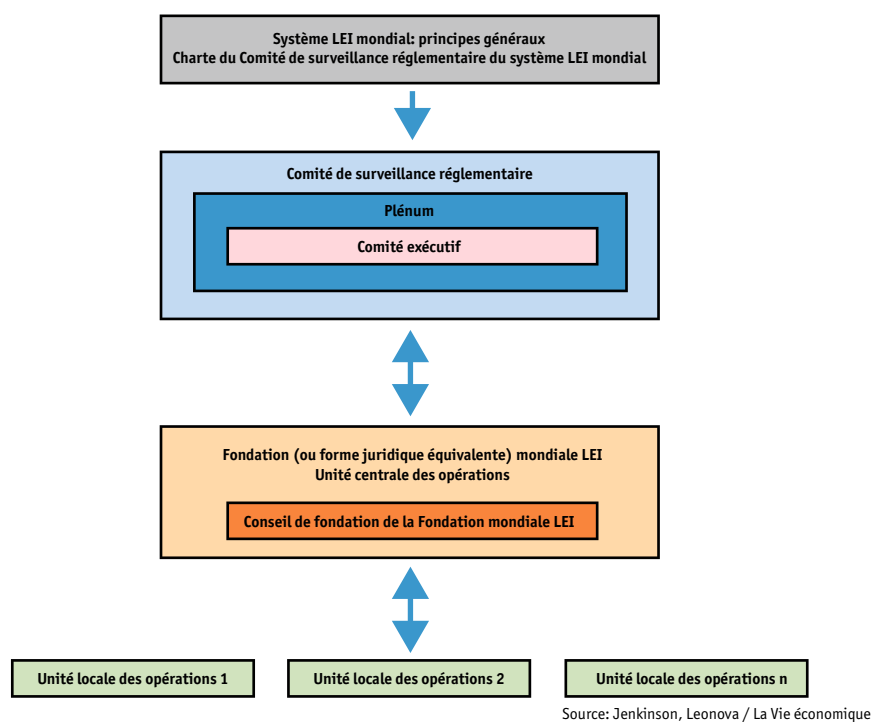 Système LEI mondial: principes généraux
Charte du Comité de surveillance réglementaire du système LEI mondial
Comité de surveillance réglementaire
Plénum
Comité exécutif
Fondation (ou forme juridique équivalente) mondiale LEI
Unité centrale des opérations
Conseil de fondation de la Fondation mondiale LEI
Unité locale des opérations 1
Unité locale des opérations 2
Unité locale des opérations n
Source: Jenkinson, Leonova / La Vie économique